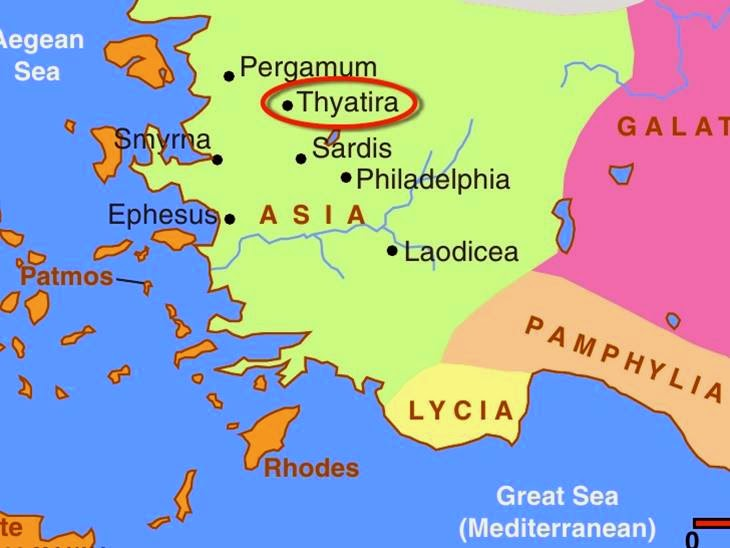 Aegean
Sea
Pergamum
Thyatira
Smyrna
Sardis
Philadelphia
GALAT
Ephesus
ASIA
Laodicea
Patmos
PAMPHYLIA
LYCIA
Rhodes
Great Sea
(Mediterranean)
te
0